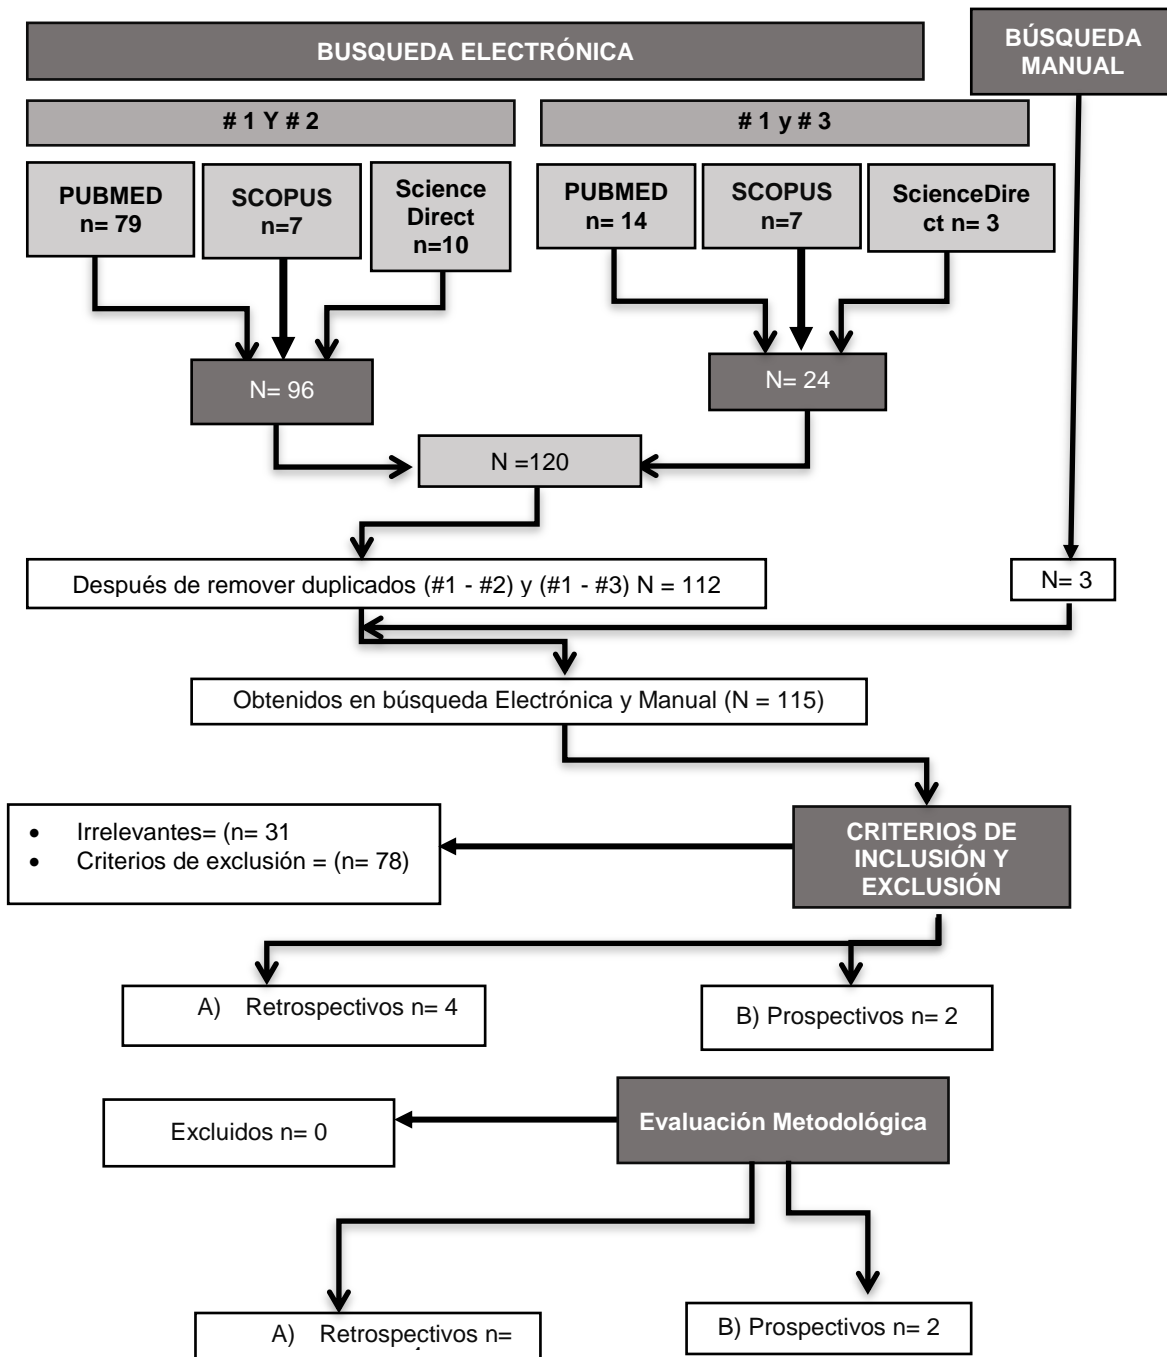 BUSQUEDA ELECTRÓNICA
BÚSQUEDA
MANUAL
# 1 Y # 2
# 1 y # 3
PUBMED
n= 79
SCOPUS
n=7
Science
Direct
n=10
PUBMED
n= 14
SCOPUS
n=7
ScienceDire
ct n= 3
N= 96
N= 24
N =120
Después de remover duplicados (#1 - #2) y (#1 - #3) N = 112
N= 3
Obtenidos en búsqueda Electrónica y Manual (N = 115)
• Irrelevantes= (n= 31
• Criterios de exclusión = (n= 78)
CRITERIOS DE
INCLUSIÓN Y
EXCLUSIÓN
A) Retrospectivos n= 4
B) Prospectivos n= 2
Evaluación Metodológica
Excluidos n= 0
A) Retrospectivos n=
B) Prospectivos n= 2